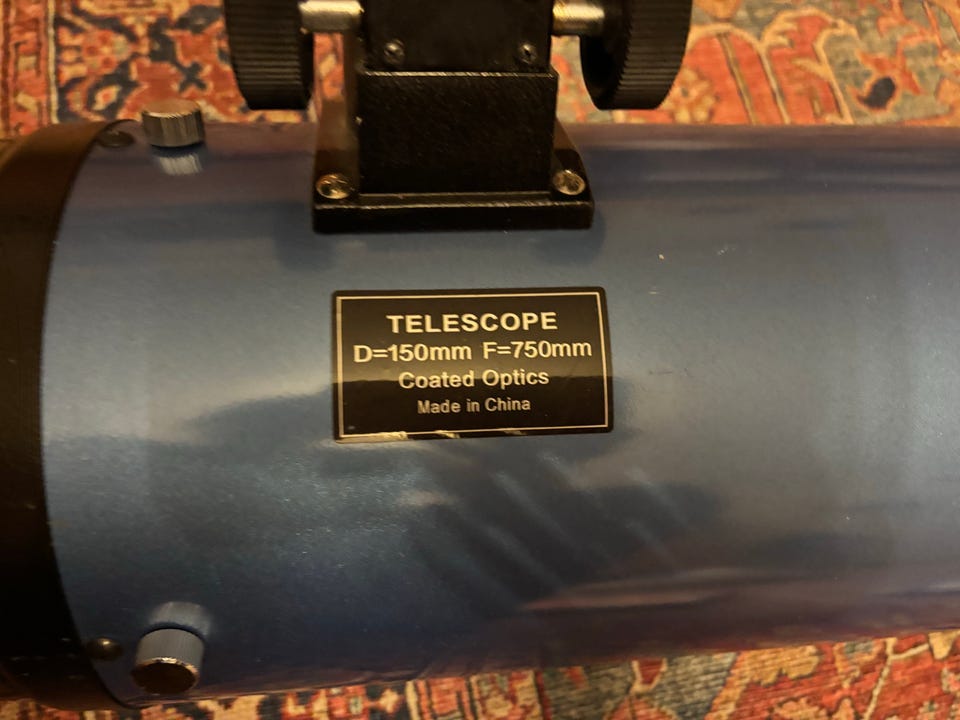 TELESCOPE
D=150mm F=750mm
Coated Optics
Made in China